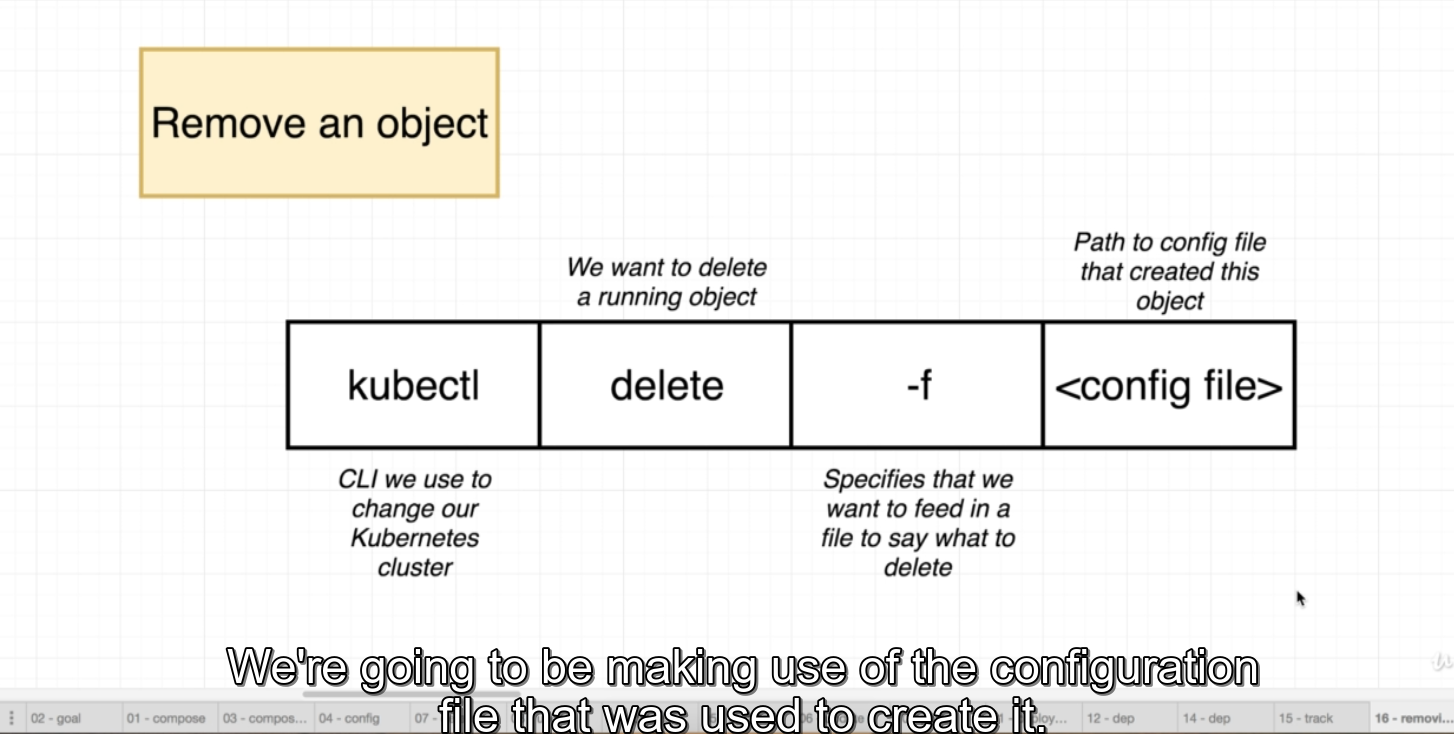 Remove an object
We want to delete
a running object
Path to config file
that created this
object
kubectl
delete
-f
<config file>
CLI we use to
change our
Kubernetes
cluster
Specifies that we
want to feed in a
file to say what to
delete
We're going to be making use of the configuration
file that was used to create it.
02 - goal
01 - compose
03 - compos...
04 - config
12 - dep
14 - dep
15 - track
16 - removi...